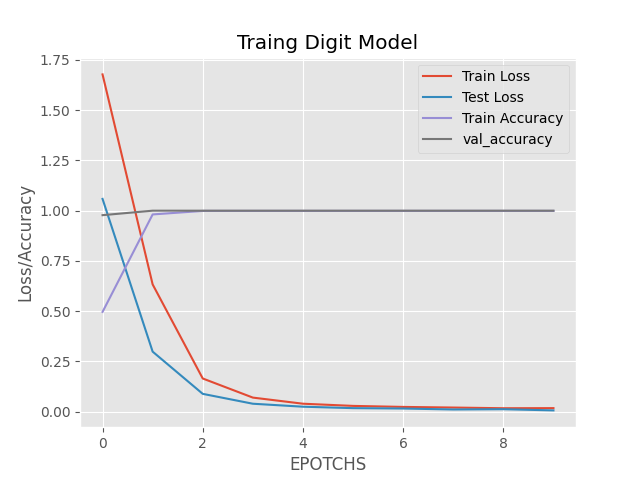 Traing Digit Model
Train Loss
Test Loss
Train Accuracy
val_accuracy
Loss/Accuracy
1.75
1.50
1.25
1.00
0.75
0.50
0.25
0.00
0 2 4 6 8
EPOTCHS